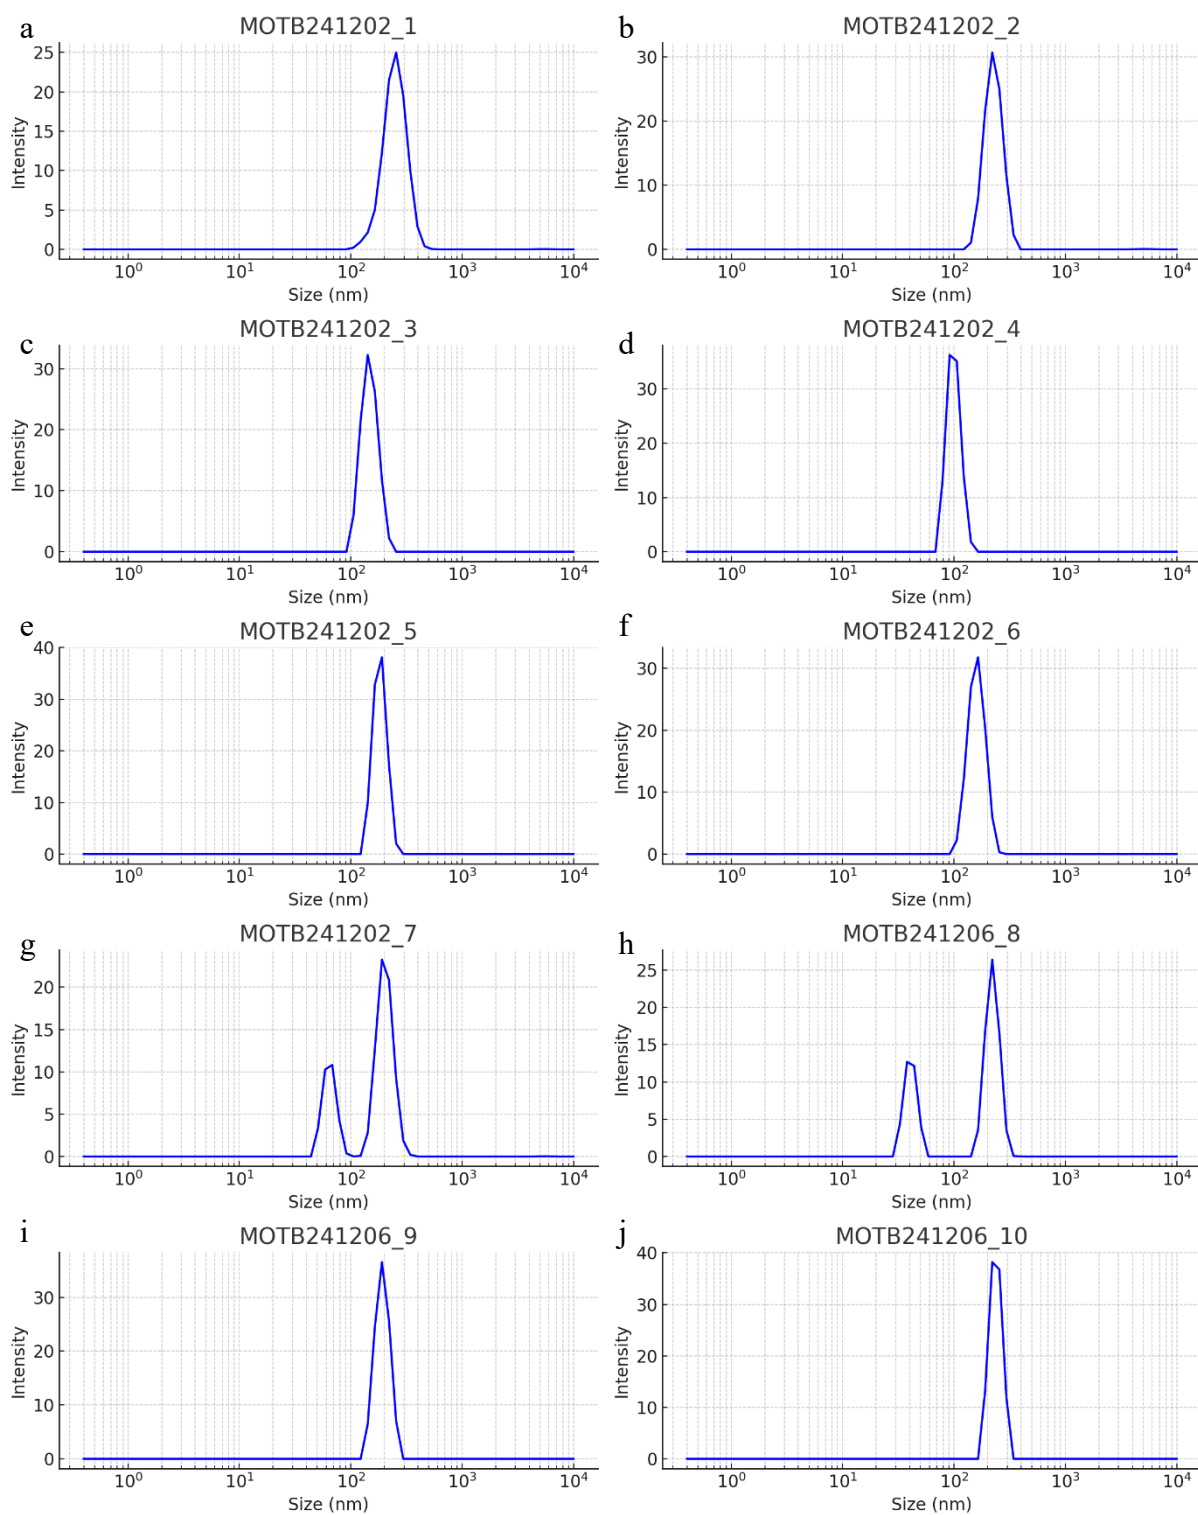 a
MOTB241202_1
Intensity
25
20
15
10
5
0
10⁰ 10¹ 10² 10³ 10⁴
Size (nm)
b
MOTB241202_2
Intensity
30
20
10
0
10⁰ 10¹ 10² 10³ 10⁴
Size (nm)
c
MOTB241202_3
Intensity
30
20
10
0
10⁰ 10¹ 10² 10³ 10⁴
Size (nm)
d
MOTB241202_4
Intensity
30
20
10
0
10⁰ 10¹ 10² 10³ 10⁴
Size (nm)
e
MOTB241202_5
Intensity
40
30
20
10
0
10⁰ 10¹ 10² 10³ 10⁴
Size (nm)
f
MOTB241202_6
Intensity
30
20
10
0
10⁰ 10¹ 10² 10³ 10⁴
Size (nm)
g
MOTB241202_7
Intensity
20
15
10
5
0
10⁰ 10¹ 10² 10³ 10⁴
Size (nm)
h
MOTB241206_8
Intensity
25
20
15
10
5
0
10⁰ 10¹ 10² 10³ 10⁴
Size (nm)
i
MOTB241206_9
Intensity
30
20
10
0
10⁰ 10¹ 10² 10³ 10⁴
Size (nm)
j
MOTB241206_10
Intensity
40
30
20
10
0
10⁰ 10¹ 10² 10³ 10⁴
Size (nm)